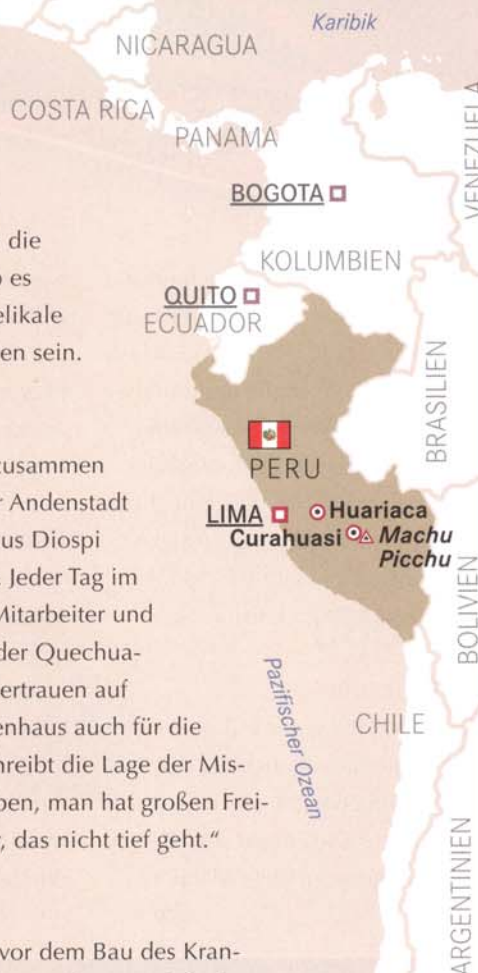 Karibik
NICARAGUA
COSTA RICA
PANAMA
VENEZUELA
BOGOTA
KOLUMBIEN
QUITO
ECUADOR
BRASILIEN
PERU
LIMA
Huariaca
Curahuasi
Machu
Picchu
BOLIVIEN
Pazifischer Ozean
CHILE
ARGENTINIEN
die
es
elikale
en sein.
zusammen
r Andenstadt
us Diospi
Jeder Tag im
Mitarbeiter und
der Quechua-
ertrauen auf
enhaus auch für die
hreibt die Lage der Mis-
ben, man hat großen Frei-
, das nicht tief geht.“
vor dem Bau des Kran-